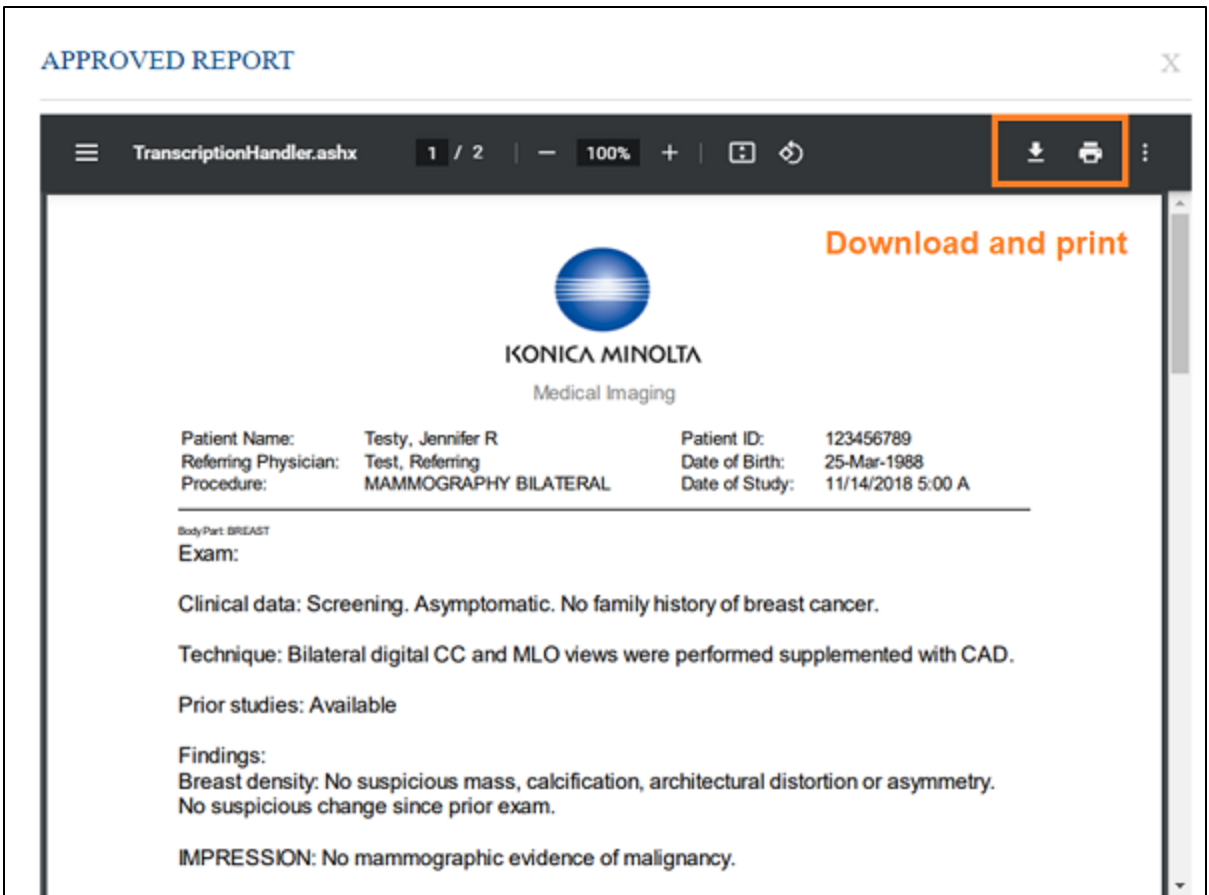 APPROVED REPORT X
TranscriptionHandler.ashx 1 / 2 100%
Download and print
KONICA MINOLTA
Medical Imaging
Patient Name: Testy, Jennifer R Patient ID: 123456789
Referring Physician: Test, Referring Date of Birth: 25-Mar-1988
Procedure: MAMMOGRAPHY BILATERAL Date of Study: 11/14/2018 5:00 A
Body Part: BREAST
Exam:
Clinical data: Screening. Asymptomatic. No family history of breast cancer.
Technique: Bilateral digital CC and MLO views were performed supplemented with CAD.
Prior studies: Available
Findings:
Breast density: No suspicious mass, calcification, architectural distortion or asymmetry.
No suspicious change since prior exam.
IMPRESSION: No mammographic evidence of malignancy.